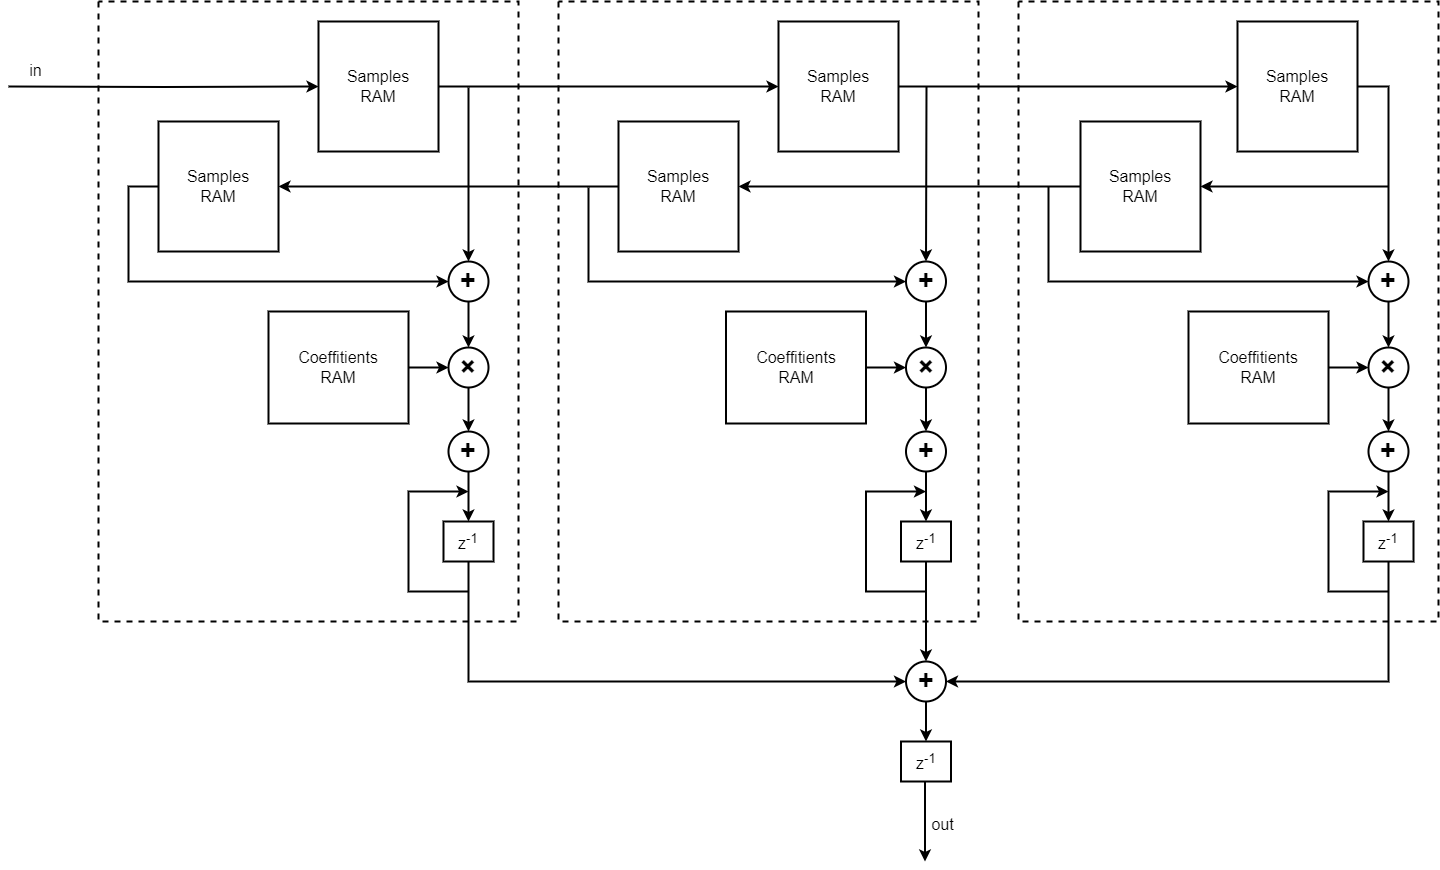 in
Samples
RAM
Samples
RAM
Samples
RAM
Samples
RAM
Samples
RAM
Samples
RAM
+
+
+
Coeffitients
RAM
×
Coeffitients
RAM
×
Coeffitients
RAM
×
+
+
+
z⁻¹
z⁻¹
z⁻¹
+
z⁻¹
out